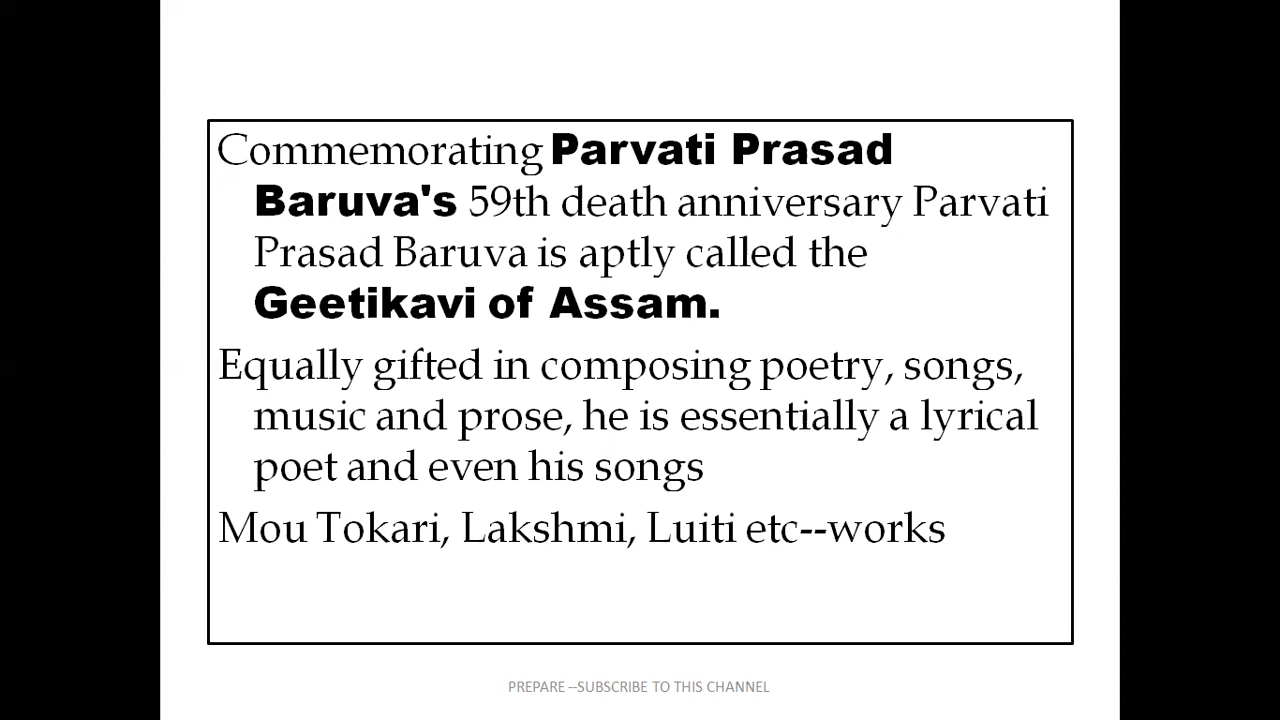 Commemorating Parvati Prasad
Baruva's 59th death anniversary Parvati
Prasad Baruva is aptly called the
Geetikavi of Assam.
Equally gifted in composing poetry, songs,
music and prose, he is essentially a lyrical
poet and even his songs
Mou Tokari, Lakshmi, Luiti etc--works
PREPARE --SUBSCRIBE TO THIS CHANNEL